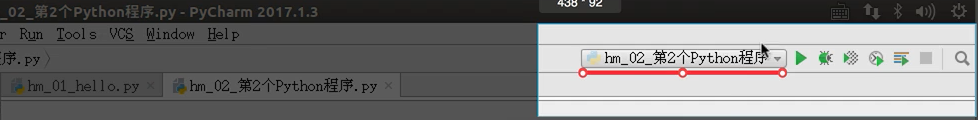 _02_第2个Python程序.py - PyCharm 2017.1.3
438 * 92
r Run Tools VCS Window Help
序.py
hm_02_第2个Python程序
hm_01_hello.py
hm_02_第2个Python程序.py